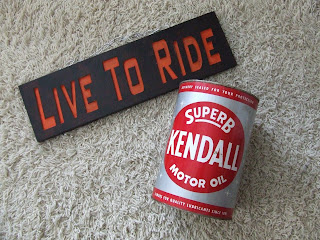 LIVE TO RIDE
SUPERB
KENDALL
MOTOR OIL